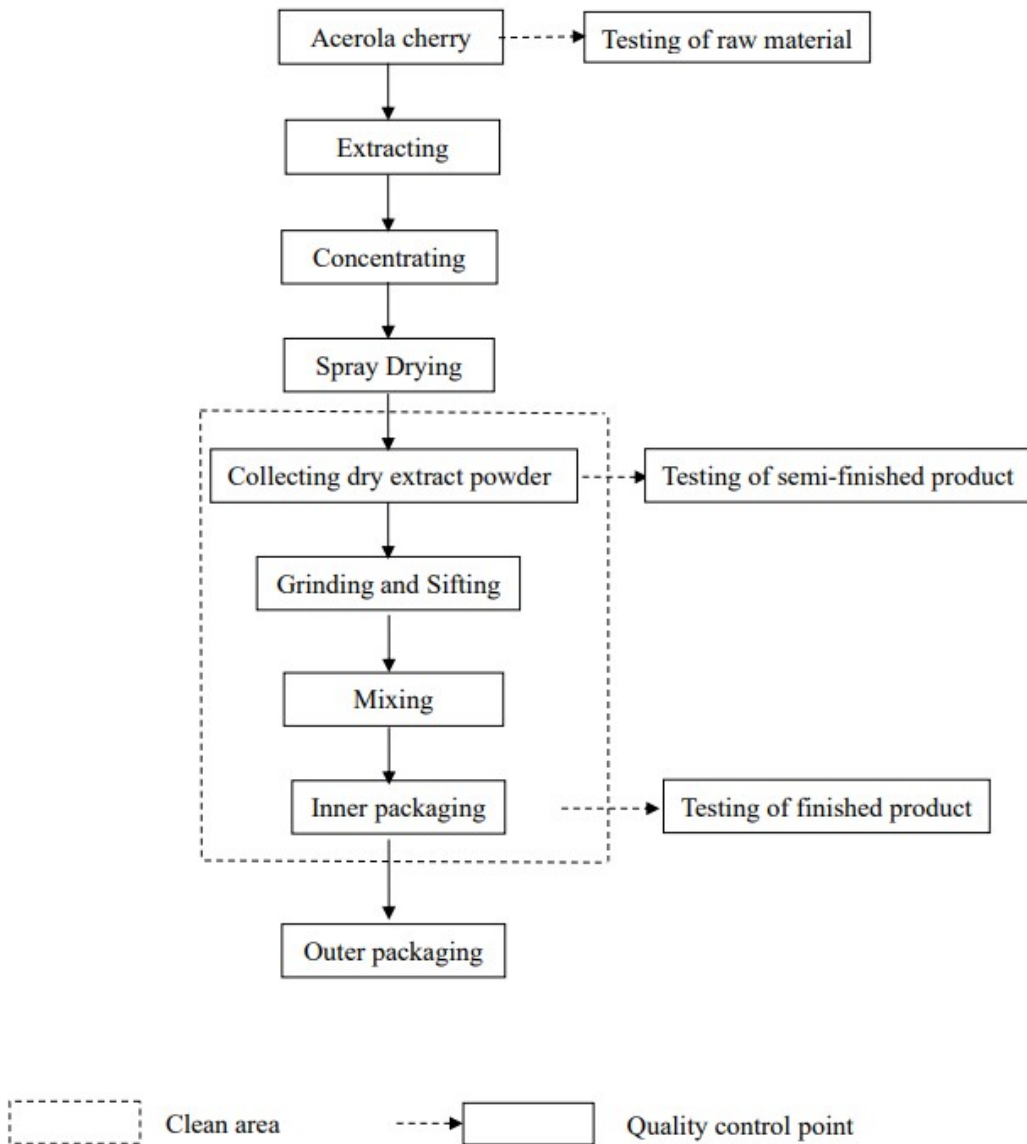 Acerola cherry
Testing of raw material
Extracting
Concentrating
Spray Drying
Collecting dry extract powder
Testing of semi-finished product
Grinding and Sifting
Mixing
Inner packaging
Testing of finished product
Outer packaging
Clean area
Quality control point